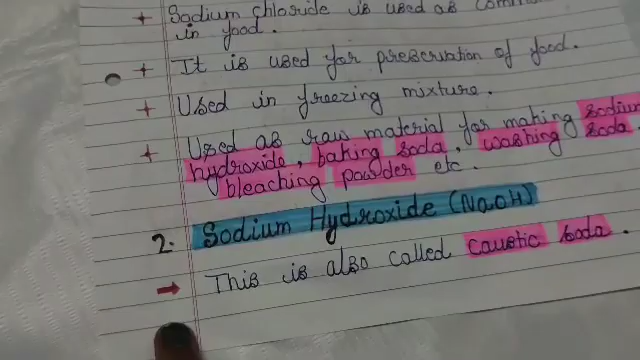 + Sodium chloride is used as
in food.
+ It is used for preservation of food.
+ Used in freezing mixture.
+ Used as raw material for making sodium
hydroxide, baking soda, washing soda,
bleaching powder etc.
2. Sodium Hydroxide (NaOH)
→ This is also called caustic soda.